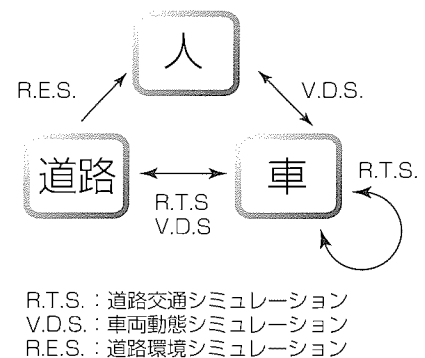 人
R.E.S.
V.D.S.
道路
車
R.T.S.
R.T.S
V.D.S
R.T.S.：道路交通シミュレーション
V.D.S.：車両動態シミュレーション
R.E.S.：道路環境シミュレーション